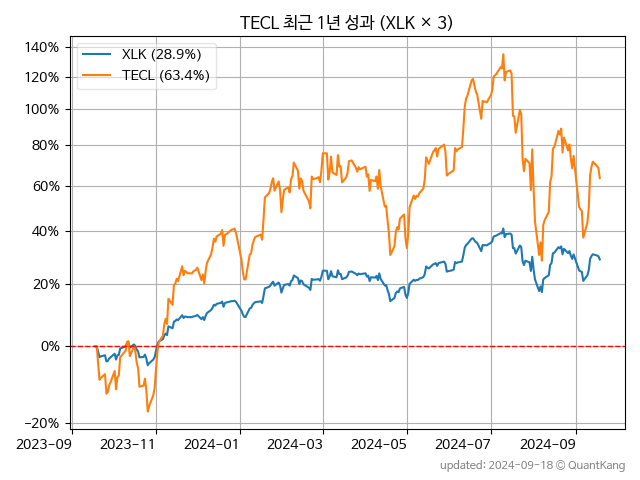 TECL 최근 1년 성과 (XLK × 3)
XLK (28.9%)
TECL (63.4%)
140%
120%
100%
80%
60%
40%
20%
0%
−20%
2023-09 2023-11 2024-01 2024-03 2024-05 2024-07 2024-09
updated: 2024-09-18 © QuantKang